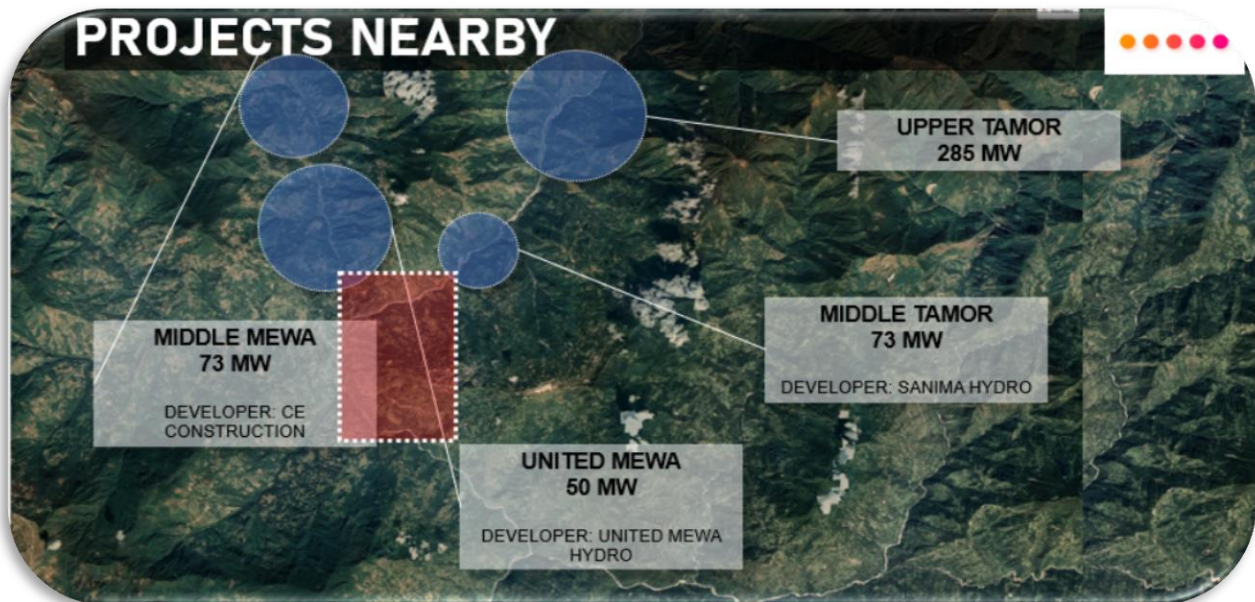 PROJECTS NEARBY
UPPER TAMOR
285 MW
MIDDLE TAMOR
73 MW
DEVELOPER: SANIMA HYDRO
MIDDLE MEWA
73 MW
DEVELOPER: CE
CONSTRUCTION
UNITED MEWA
50 MW
DEVELOPER: UNITED MEWA
HYDRO